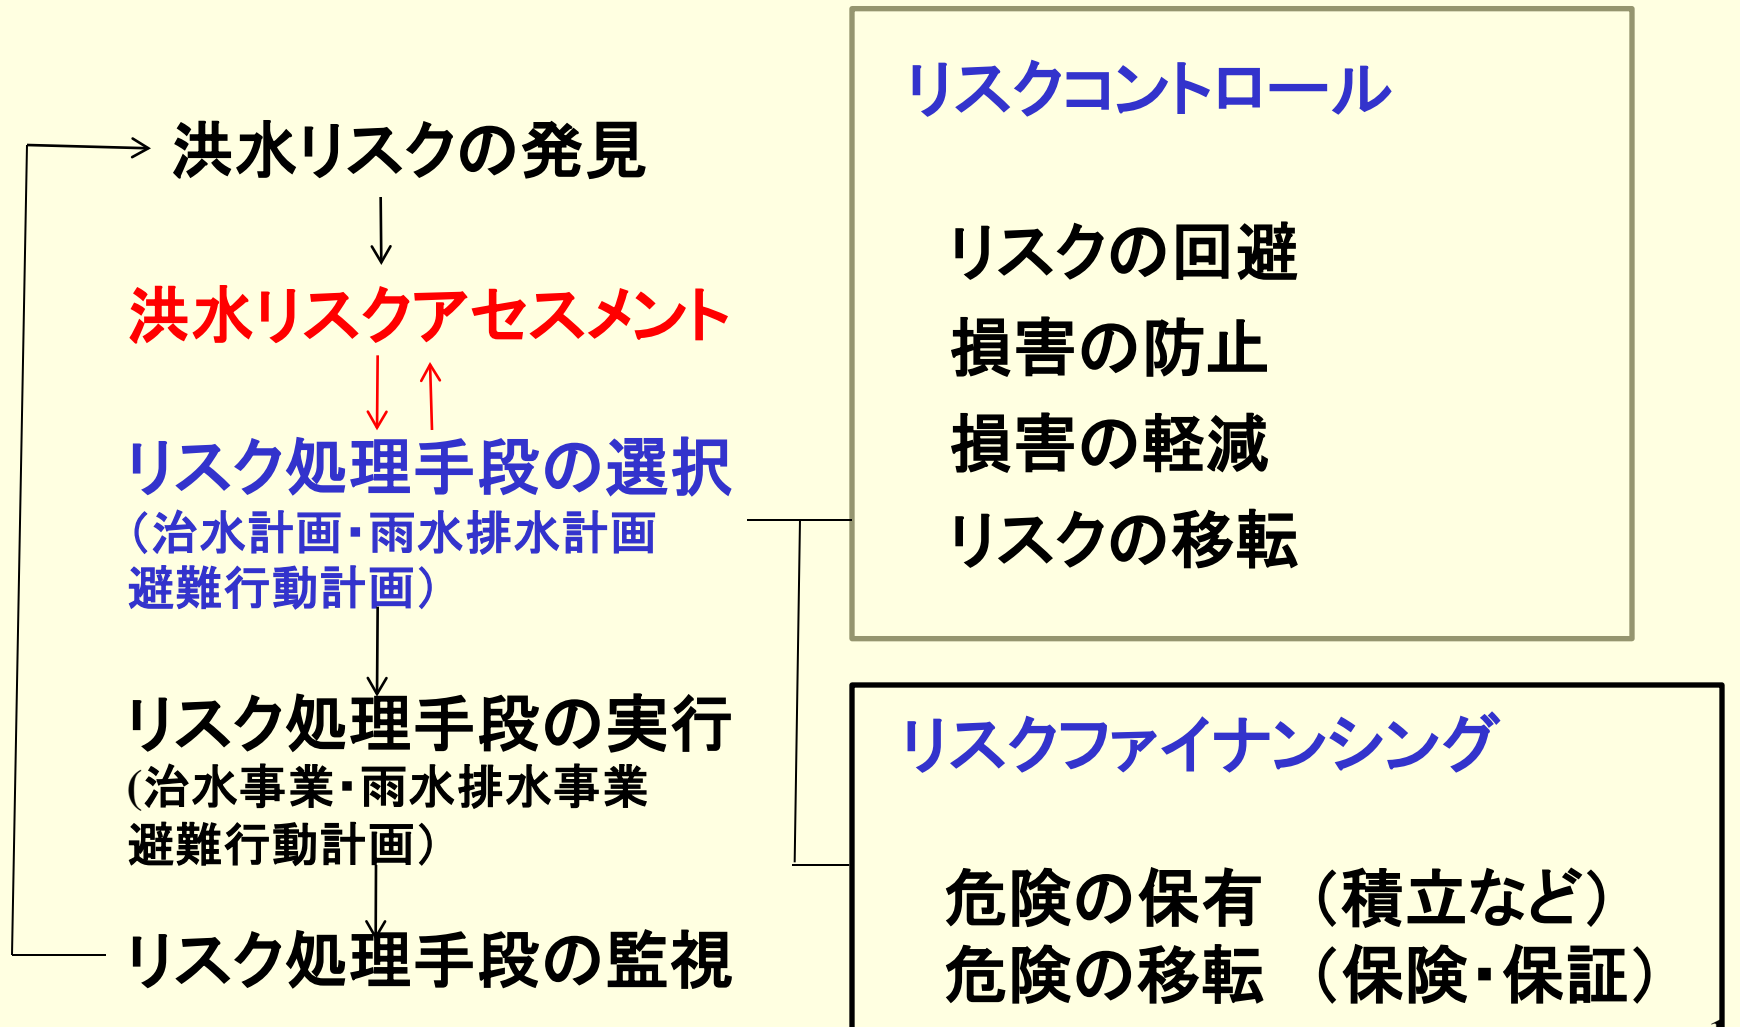 洪水リスクの発見
洪水リスクアセスメント
リスク処理手段の選択
（治水計画・雨水排水計画
避難行動計画）
リスク処理手段の実行
(治水事業・雨水排水事業
避難行動計画）
リスク処理手段の監視
リスクコントロール
リスクの回避
損害の防止
損害の軽減
リスクの移転
リスクファイナンシング
危険の保有　（積立など）
危険の移転　（保険・保証）